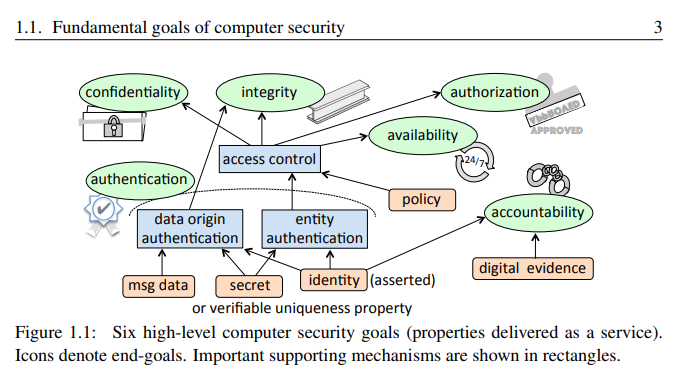 1.1. Fundamental goals of computer security 3
confidentiality
integrity
authorization
APPROVED
availability
24/7
access control
authentication
policy
accountability
data origin
authentication
entity
authentication
msg data
secret
identity (asserted)
digital evidence
or verifiable uniqueness property
Figure 1.1: Six high-level computer security goals (properties delivered as a service).
Icons denote end-goals. Important supporting mechanisms are shown in rectangles.